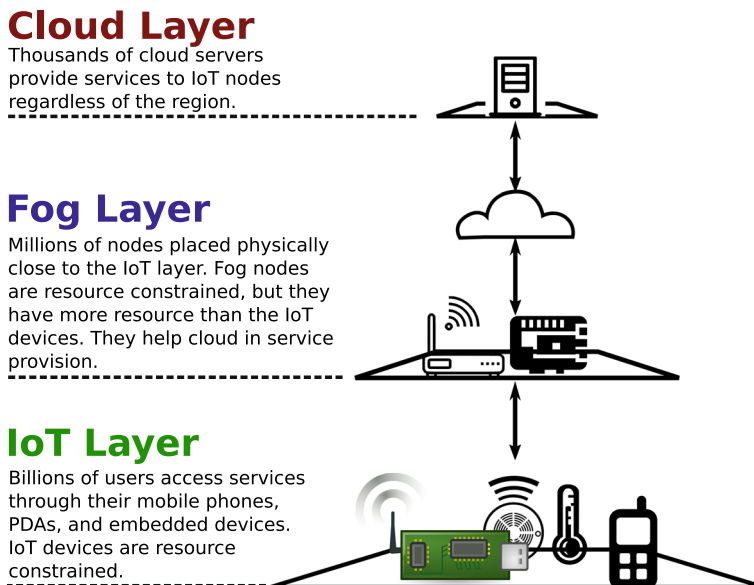 Cloud Layer
Thousands of cloud servers
provide services to IoT nodes
regardless of the region.
Fog Layer
Millions of nodes placed physically
close to the IoT layer. Fog nodes
are resource constrained, but they
have more resource than the IoT
devices. They help cloud in service
provision.
IoT Layer
Billions of users access services
through their mobile phones,
PDAs, and embedded devices.
IoT devices are resource
constrained.